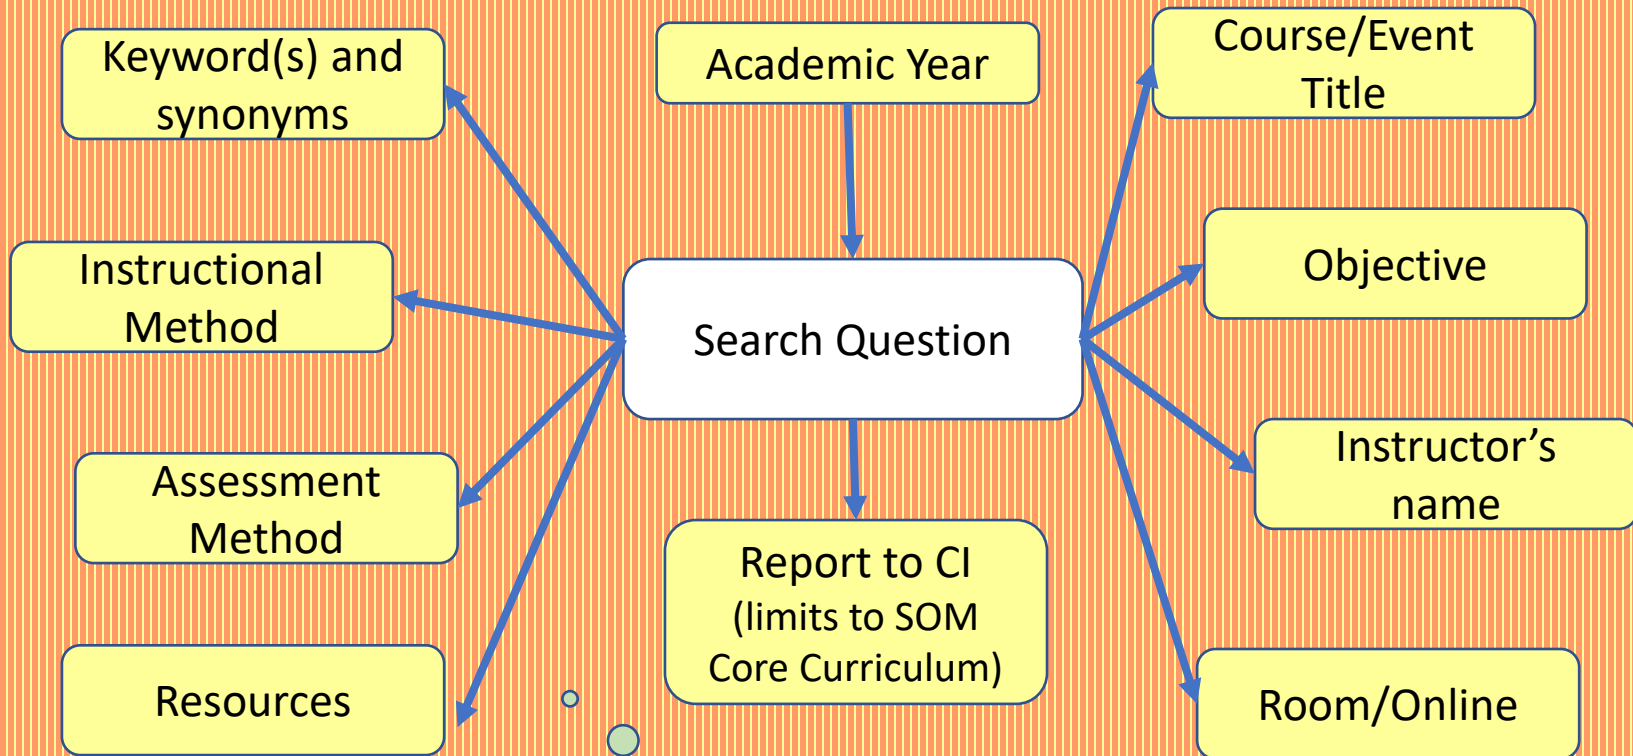 Keyword(s) and
synonyms
Academic Year
Course/Event
Title
Instructional
Method
Search Question
Objective
Assessment
Method
Instructor’s
name
Report to CI
(limits to SOM
Core Curriculum)
Resources
Room/Online